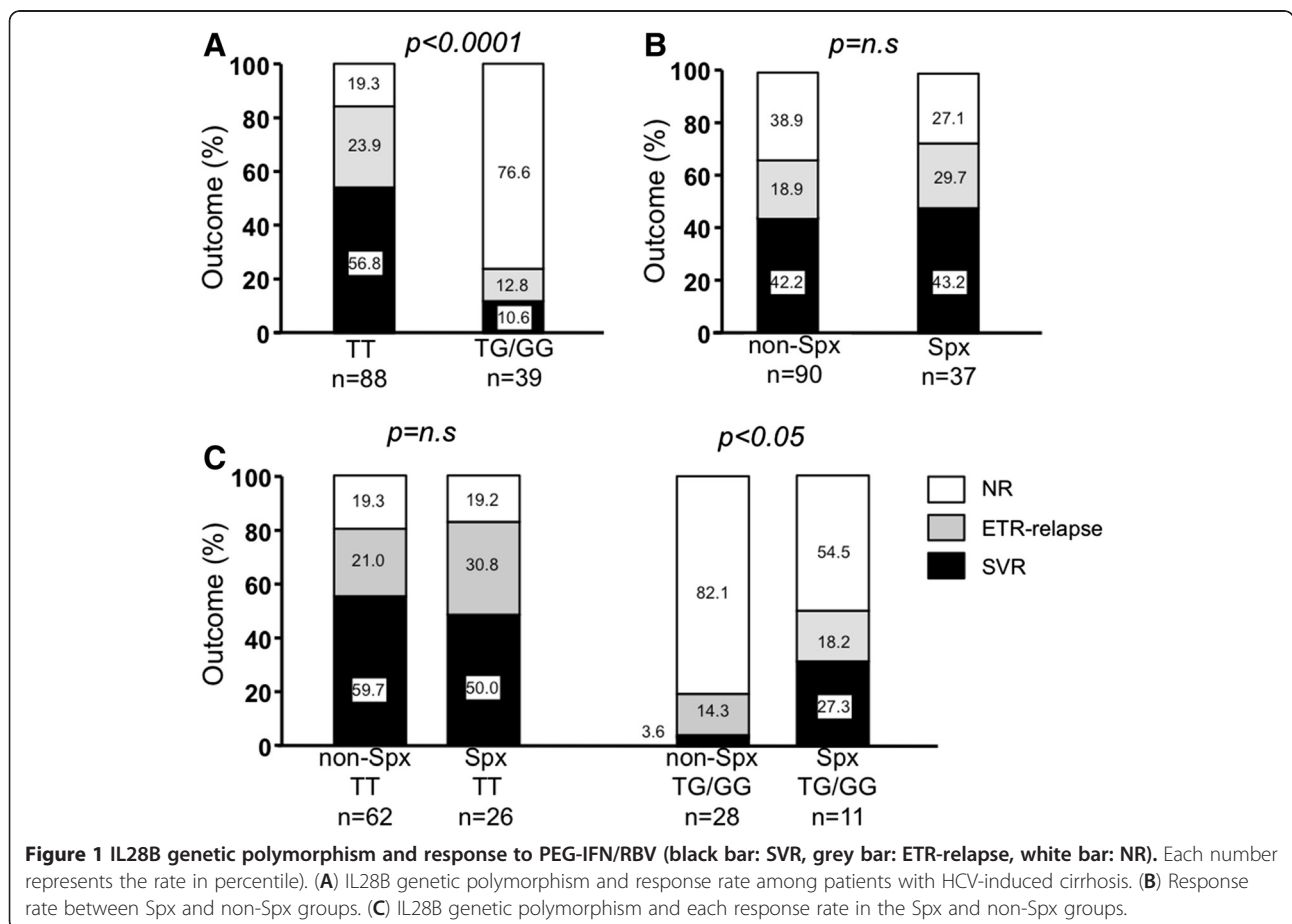 A
p<0.0001
Outcome (%)
100
80
60
40
20
0
19.3
23.9
56.8
76.6
12.8
10.6
TT
n=88
TG/GG
n=39
B
p=n.s
Outcome (%)
100
80
60
40
20
0
38.9
18.9
42.2
27.1
29.7
43.2
non-Spx
n=90
Spx
n=37
C
p=n.s
p<0.05
Outcome (%)
100
80
60
40
20
0
19.3
21.0
59.7
19.2
30.8
50.0
82.1
14.3
3.6
54.5
18.2
27.3
non-Spx
TT
n=62
Spx
TT
n=26
non-Spx
TG/GG
n=28
Spx
TG/GG
n=11
NR
ETR-relapse
SVR
Figure 1 IL28B genetic polymorphism and response to PEG-IFN/RBV (black bar: SVR, grey bar: ETR-relapse, white bar: NR). Each number
represents the rate in percentile). (A) IL28B genetic polymorphism and response rate among patients with HCV-induced cirrhosis. (B) Response
rate between Spx and non-Spx groups. (C) IL28B genetic polymorphism and each response rate in the Spx and non-Spx groups.